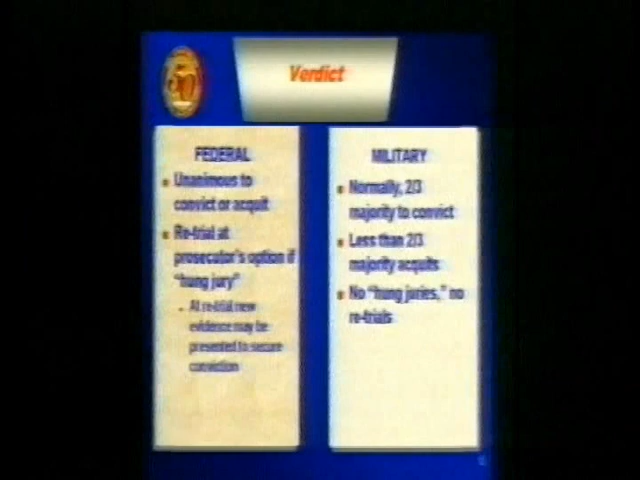 Verdict
FEDERAL
Unanimous to
convict or acquit
Re-trial at
prosecutor's option if
"hung jury"
- At re-trial new
evidence may be
presented to secure
conviction
MILITARY
Normally, 2/3
majority to convict
Less than 2/3
majority acquits
No "hung juries," no
re-trials